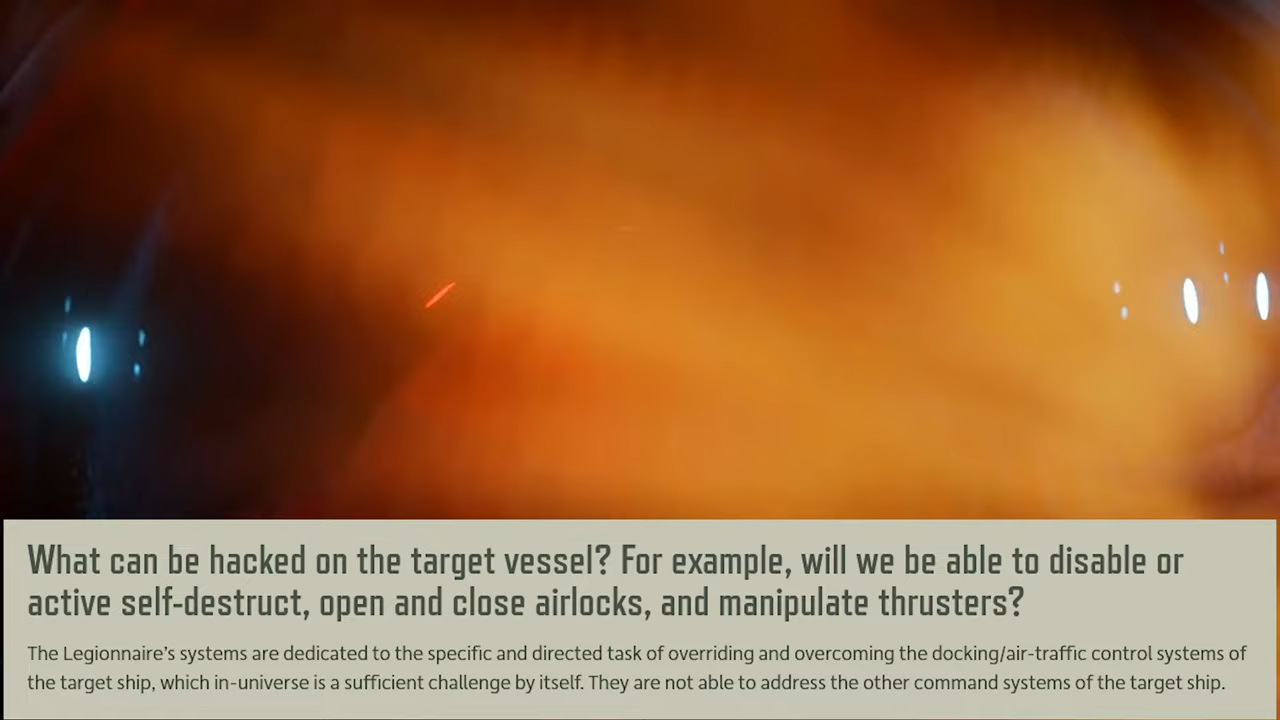 What can be hacked on the target vessel? For example, will we be able to disable or
active self-destruct, open and close airlocks, and manipulate thrusters?
The Legionnaire’s systems are dedicated to the specific and directed task of overriding and overcoming the docking/air-traffic control systems of
the target ship, which in-universe is a sufficient challenge by itself. They are not able to address the other command systems of the target ship.